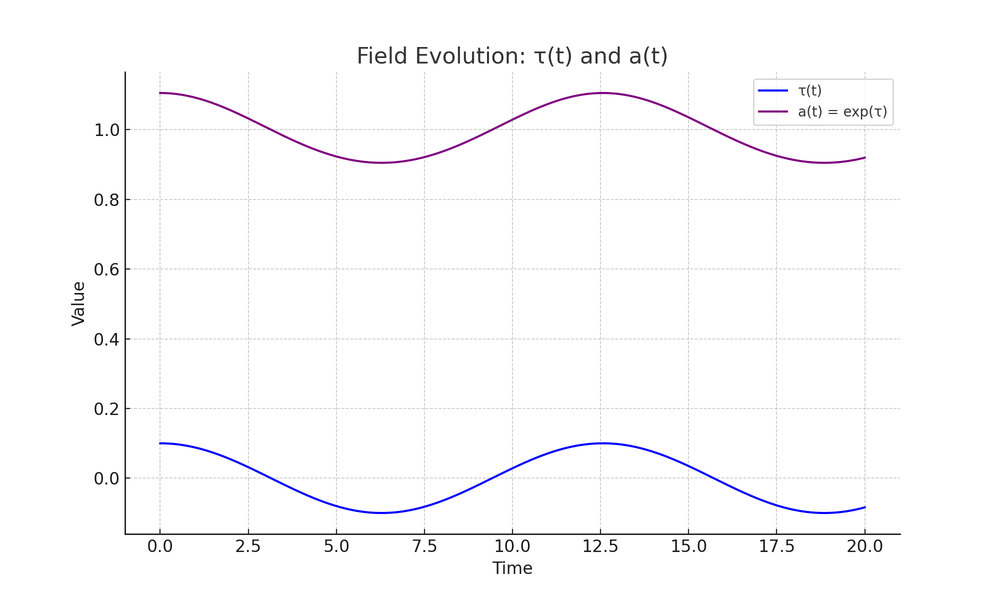 Field Evolution: τ(t) and a(t)
τ(t)
a(t) = exp(τ)
1.0
0.8
0.6
0.4
0.2
0.0
Value
0.0 2.5 5.0 7.5 10.0 12.5 15.0 17.5 20.0
Time